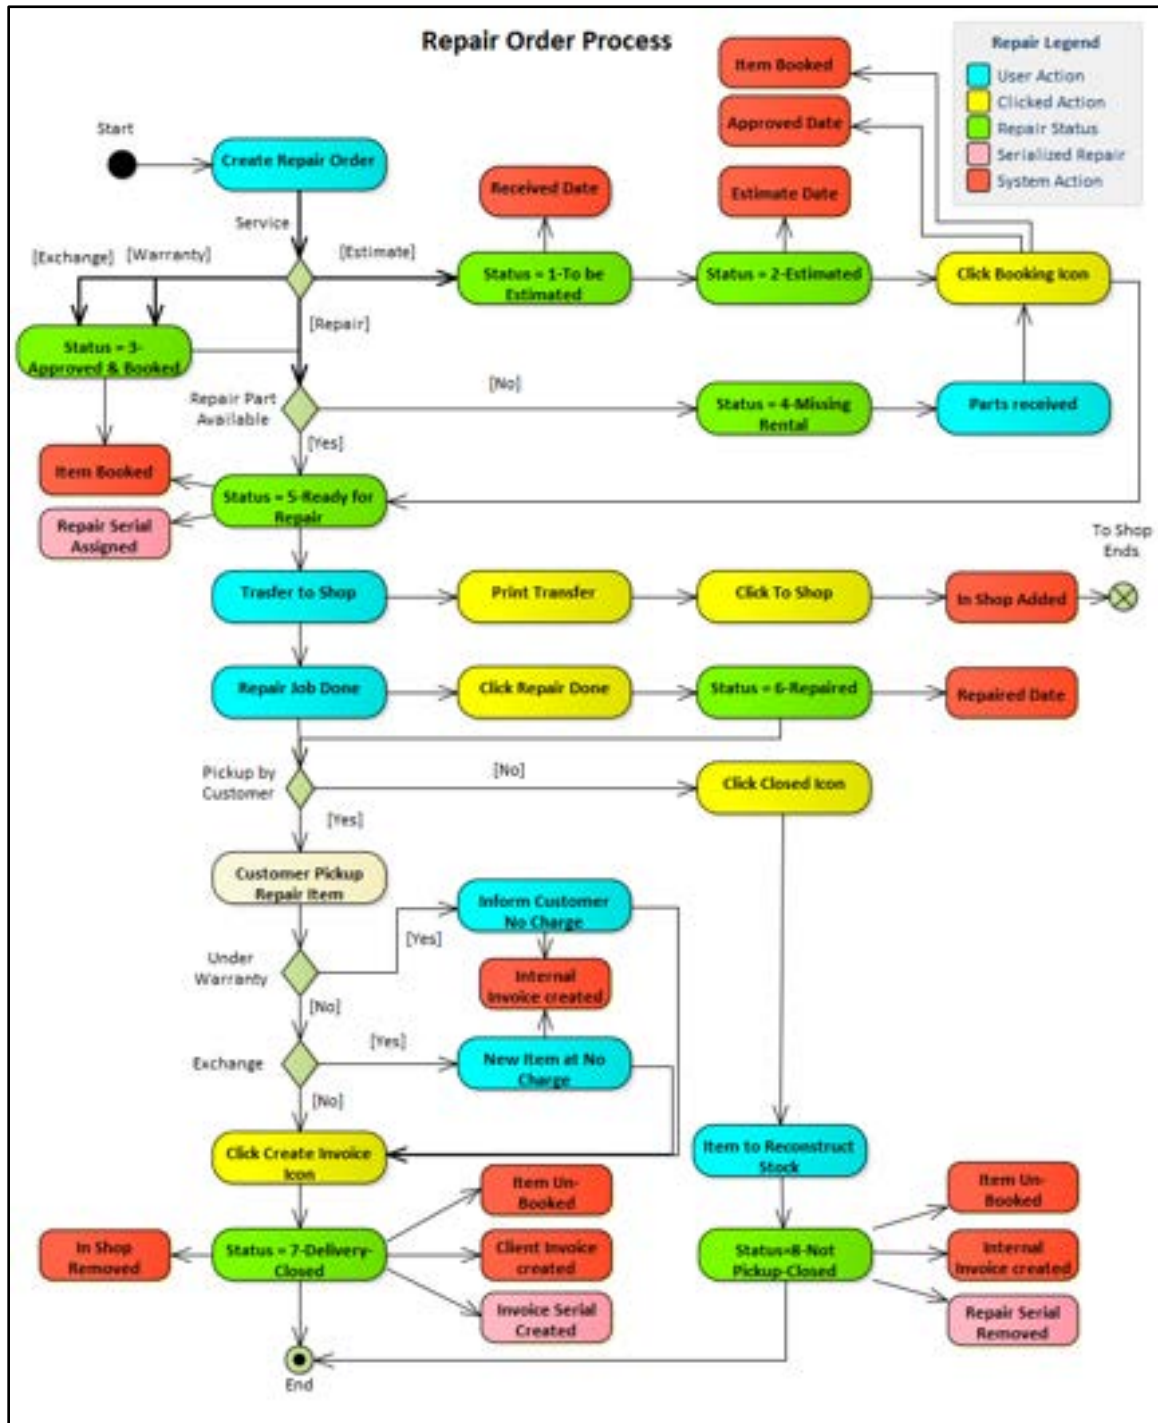 Repair Order Process
Repair Legend
User Action
Clicked Action
Repair Status
Serialized Repair
System Action
Item Booked
Approved Date
Start
Create Repair Order
Received Date
Estimate Date
Service
[Exchange]
[Warranty]
[Estimate]
Status = 1-To be
Estimated
Status = 2-Estimated
Click Booking Icon
[Repair]
Status = 3-
Approved & Booked
Repair Part
Available
[No]
Status = 4-Missing
Rental
Parts received
[Yes]
Item Booked
Status = 5-Ready for
Repair
Repair Serial
Assigned
To Shop
Ends
Trasfer to Shop
Print Transfer
Click To Shop
In Shop Added
Repair Job Done
Click Repair Done
Status = 6-Repaired
Repaired Date
Pickup by
Customer
[No]
Click Closed Icon
[Yes]
Customer Pickup
Repair Item
Inform Customer
No Charge
[Yes]
Under
Warranty
Internal
Invoice created
[No]
Exchange
[Yes]
New Item at No
Charge
[No]
Click Create Invoice
Icon
Item to Reconstruct
Stock
Item Un-
Booked
Item Un-
Booked
In Shop
Removed
Status = 7-Delivery-
Closed
Client Invoice
created
Status=8-Not
Pickup-Closed
Internal
Invoice created
Invoice Serial
Created
Repair Serial
Removed
End